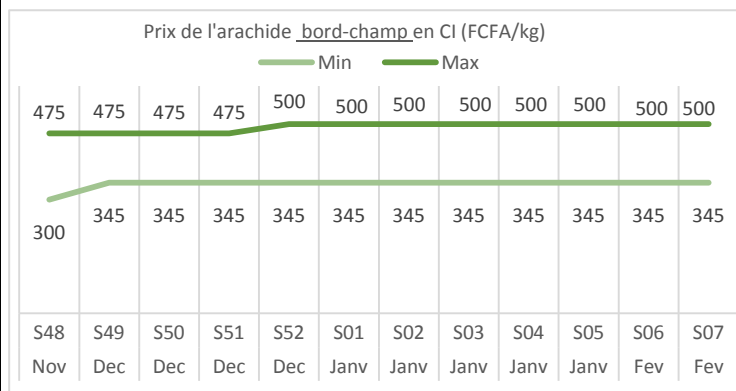 Prix de l'arachide bord-champ en CI (FCFA/kg)
Min Max
475 475 475 475 500 500 500 500 500 500 500 500
300 345 345 345 345 345 345 345 345 345 345 345
S48 S49 S50 S51 S52 S01 S02 S03 S04 S05 S06 S07
Nov Dec Dec Dec Dec Janv Janv Janv Janv Janv Fev Fev